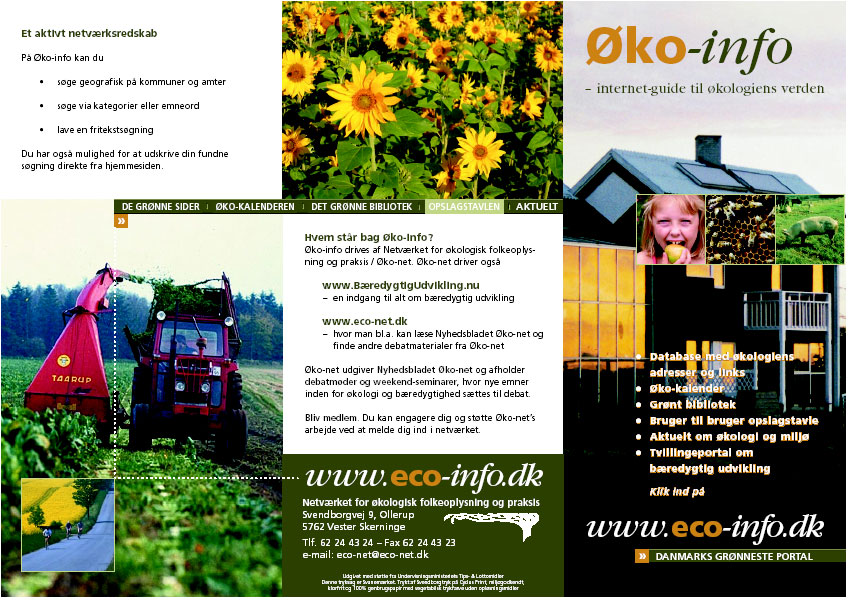 Et aktivt netværksredskab
På Øko-info kan du
• søge geografisk på kommuner og amter
• søge via kategorier eller emneord
• lave en fritekstsøgning
Du har også mulighed for at udskrive din fundne
søgning direkte fra hjemmesiden.
DE GRØNNE SIDER | ØKO-KALENDEREN | DET GRØNNE BIBLIOTEK | OPSLAGSTAVLEN | AKTUELT
»
TAARUP
Hvem står bag Øko-info?
Øko-info drives af Netværket for økologisk folkeoplys-
ning og praksis / Øko-net. Øko-net driver også
www.BæredygtigUdvikling.nu
– en indgang til alt om bæredygtig udvikling
www.eco-net.dk
– hvor man bl.a. kan læse Nyhedsbladet Øko-net og
finde andre debatmaterialer fra Øko-net
Øko-net udgiver Nyhedsbladet Øko-net og afholder
debatmøder og weekend-seminarer, hvor nye emner
inden for økologi og bæredygtighed sættes til debat.
Bliv medlem. Du kan engagere dig og støtte Øko-net's
arbejde ved at melde dig ind i netværket.
www.eco-info.dk
Netværket for økologisk folkeoplysning og praksis
Svendborgvej 9, Ollerup
5762 Vester Skerninge
Tlf. 62 24 43 24 – Fax 62 24 43 23
e-mail: eco-net@eco-net.dk
Udgivet med støtte fra Undervisningsministeriets Tips- & Lottomidler
Denne tryksag er Svanemærket. Trykt af Svendborg tryk på Cyclus Print, miljøgodkendt,
klorfrit og 100% genbrugspapir med vegetabilsk trykfarve uden opløsningsmidler
Øko-info
– internet-guide til økologiens verden
• Database med økologiens
adresser og links
• Øko-kalender
• Grønt bibliotek
• Bruger til bruger opslagstavle
• Aktuelt om økologi og miljø
• Tvillingeportal om
bæredygtig udvikling
Klik ind på
www.eco-info.dk
» DANMARKS GRØNNESTE PORTAL